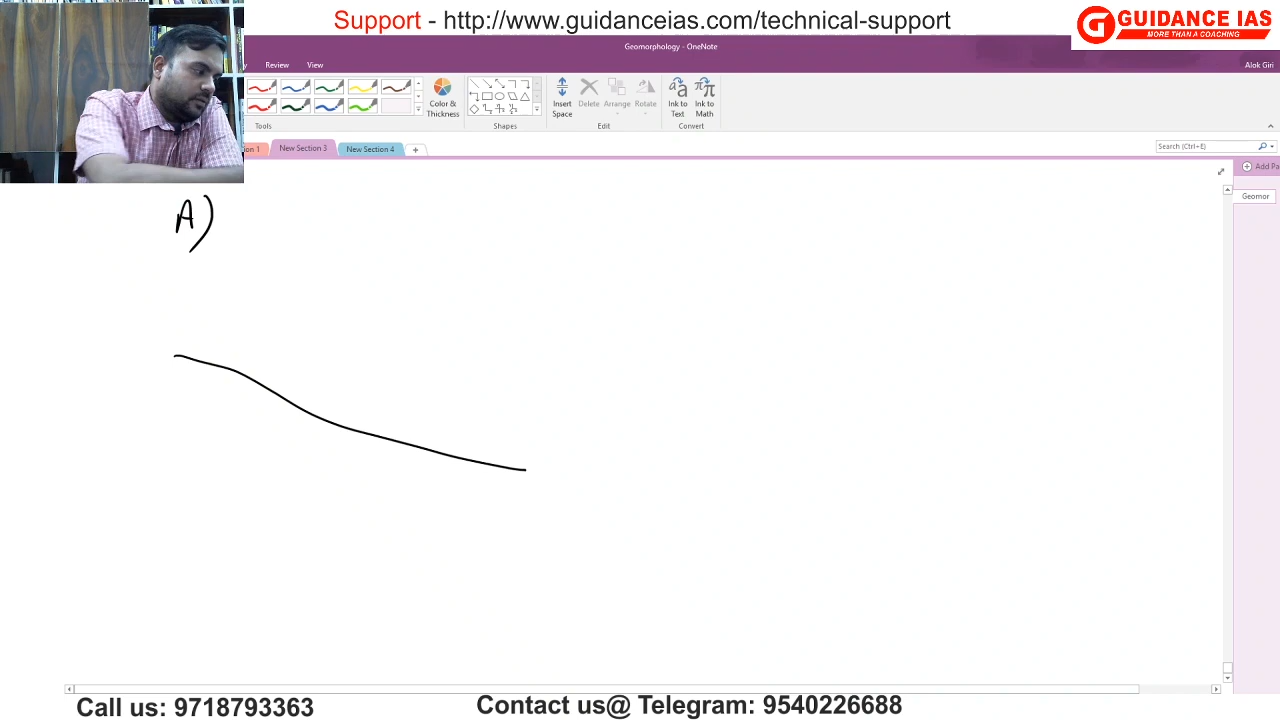 Support - http://www.guidanceias.com/technical-support
GUIDANCE IAS
MORE THAN A COACHING
Geomorphology - OneNote
Alok Giri
Review View
Color & Thickness
Insert Space
Delete
Arrange
Rotate
Ink to Text
Ink to Math
Tools
Shapes
Edit
Convert
on 1
New Section 3
New Section 4
Search (Ctrl+E)
Add Pa
Geomor
A)
Call us: 9718793363
Contact us@ Telegram: 9540226688